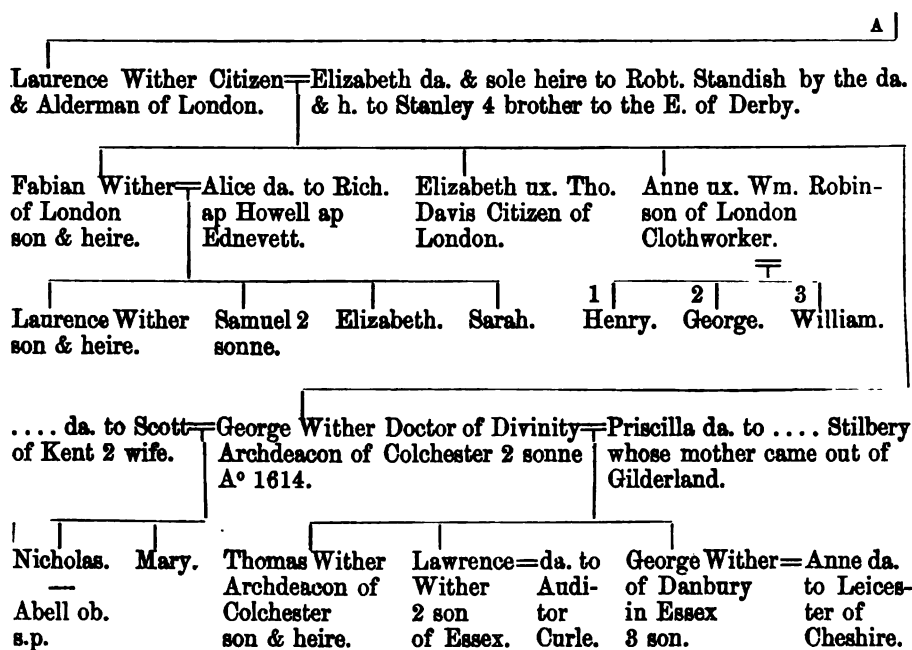 A
Laurence Wither Citizen=Elizabeth da. & sole heire to Robt. Standish by the da.
& Alderman of London. & h. to Stanley 4 brother to the E. of Derby.
Fabian Wither=Alice da. to Rich.
of London ap Howell ap
son & heire. Ednevett.
Elizabeth ux. Tho.
Davis Citizen of
London.
Anne ux. Wm. Robin-
son of London
Clothworker.
Laurence Wither
son & heire.
Samuel 2
sonne.
Elizabeth.
Sarah.
1 2 3
Henry. George. William.
.... da. to Scott=George Wither Doctor of Divinity=Priscilla da. to .... Stilbery
of Kent 2 wife. Archdeacon of Colchester 2 sonne whose mother came out of
Aº 1614. Gilderland.
Nicholas.
—
Abell ob.
s.p.
Mary.
Thomas Wither
Archdeacon of
Colchester
son & heire.
Lawrence=da. to
Wither Audi-
2 son tor
of Essex. Curle.
George Wither=Anne da.
of Danbury to Leices-
in Essex ter of
3 son. Cheshire.